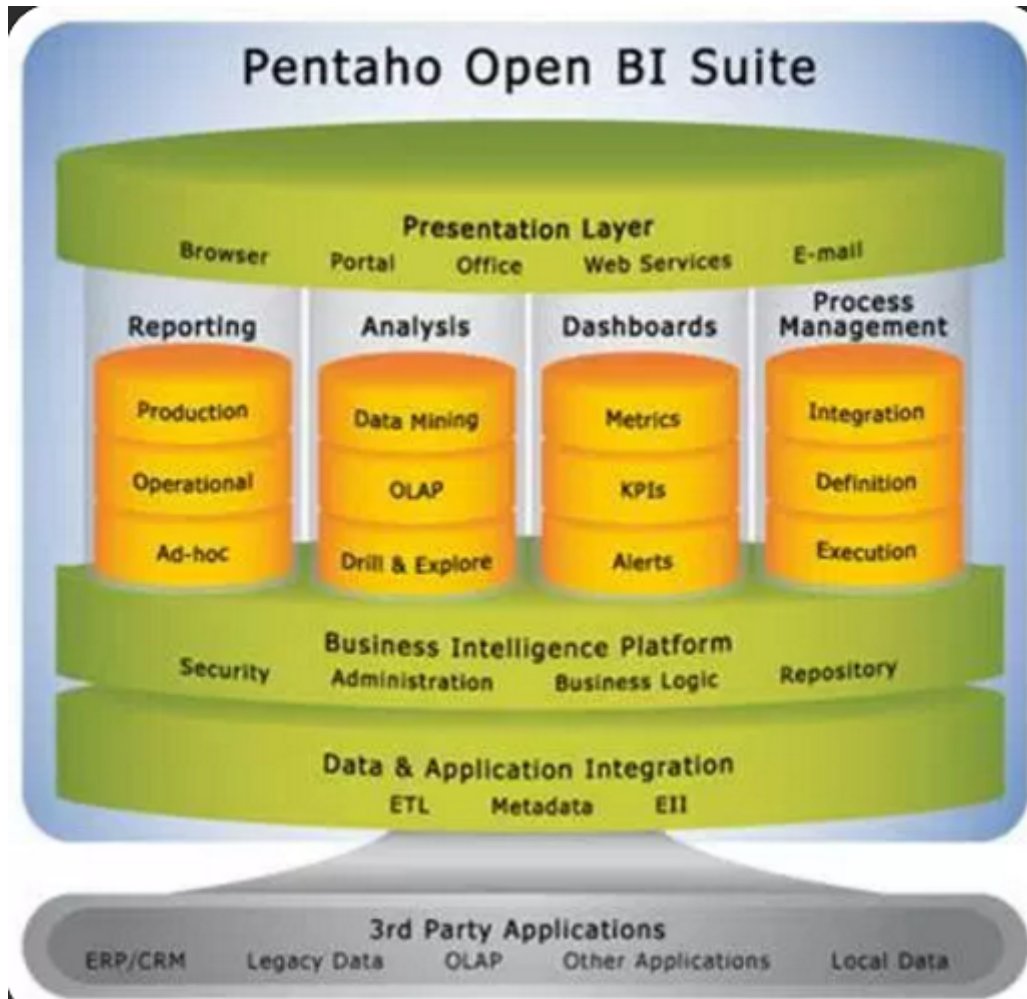 Pentaho Open BI Suite
Presentation Layer
Browser Portal Office Web Services E-mail
Reporting Analysis Dashboards Process Management
Production Data Mining Metrics Integration
Operational OLAP KPIs Definition
Ad-hoc Drill & Explore Alerts Execution
Business Intelligence Platform
Security Administration Business Logic Repository
Data & Application Integration
ETL Metadata EII
3rd Party Applications
ERP/CRM Legacy Data OLAP Other Applications Local Data